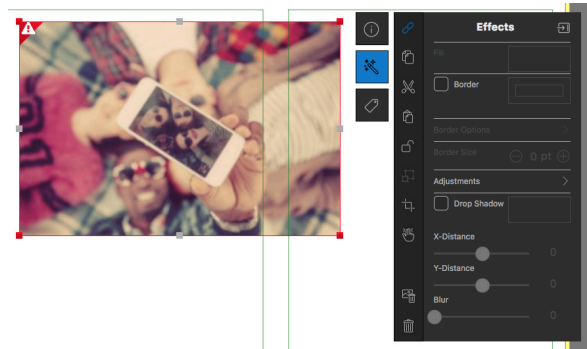 Effects
Fill
Border
Border Options
Border Size
0 pt
Adjustments
Drop Shadow
X-Distance
0
Y-Distance
0
Blur
0